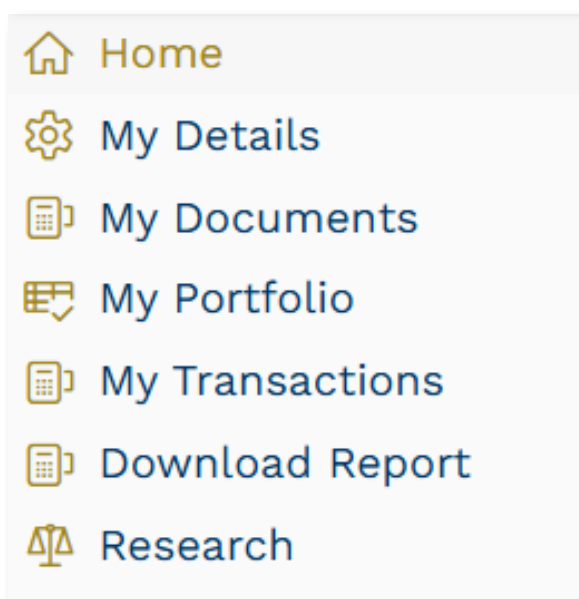 Home
My Details
My Documents
My Portfolio
My Transactions
Download Report
Research